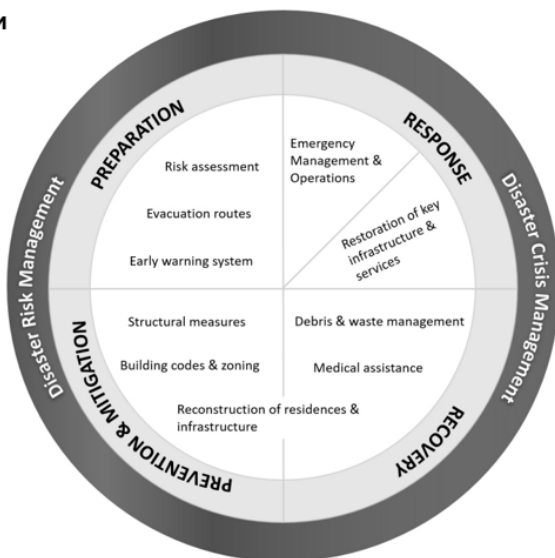 м
PREPARATION
RESPONSE
Disaster Risk Management
Disaster Crisis Management
Risk assessment
Evacuation routes
Early warning system
Emergency
Management &
Operations
Restoration of key
infrastructure &
services
Structural measures
Building codes & zoning
Debris & waste management
Medical assistance
Reconstruction of residences &
infrastructure
PREVENTION & MITIGATION
RECOVERY